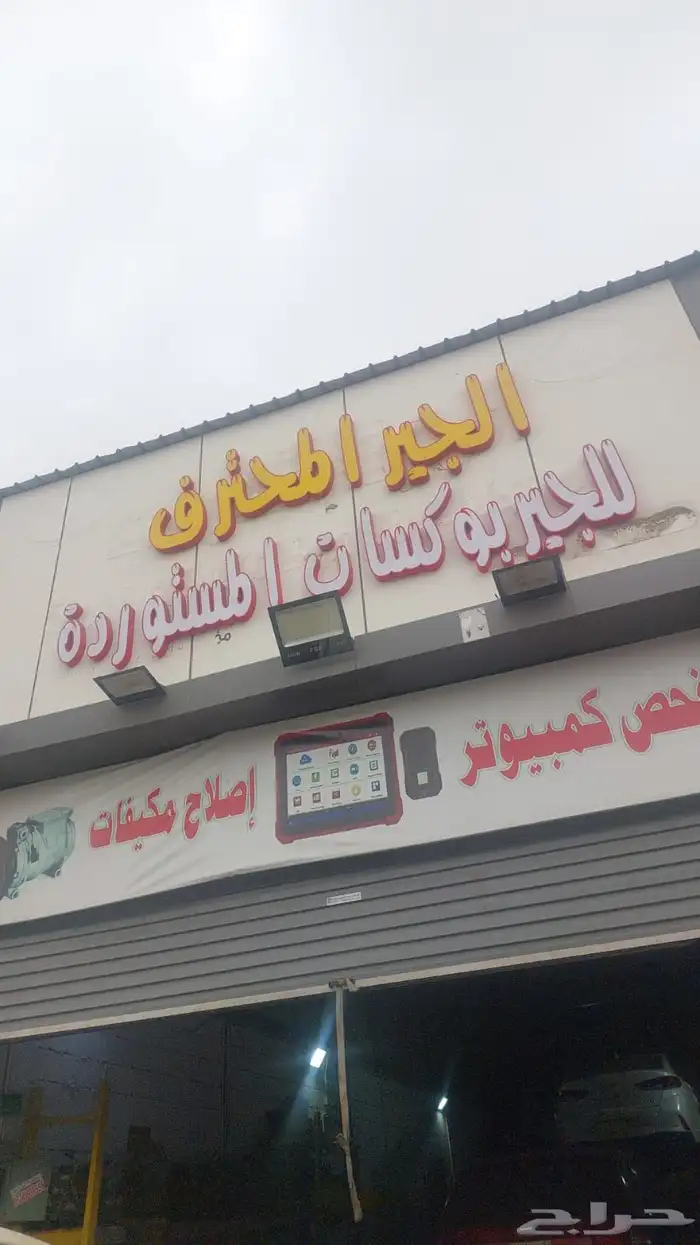 الجير المحترف
للجيربوكسات المستوردة
فحص كمبيوتر
إصلاح مكيفات
حراج